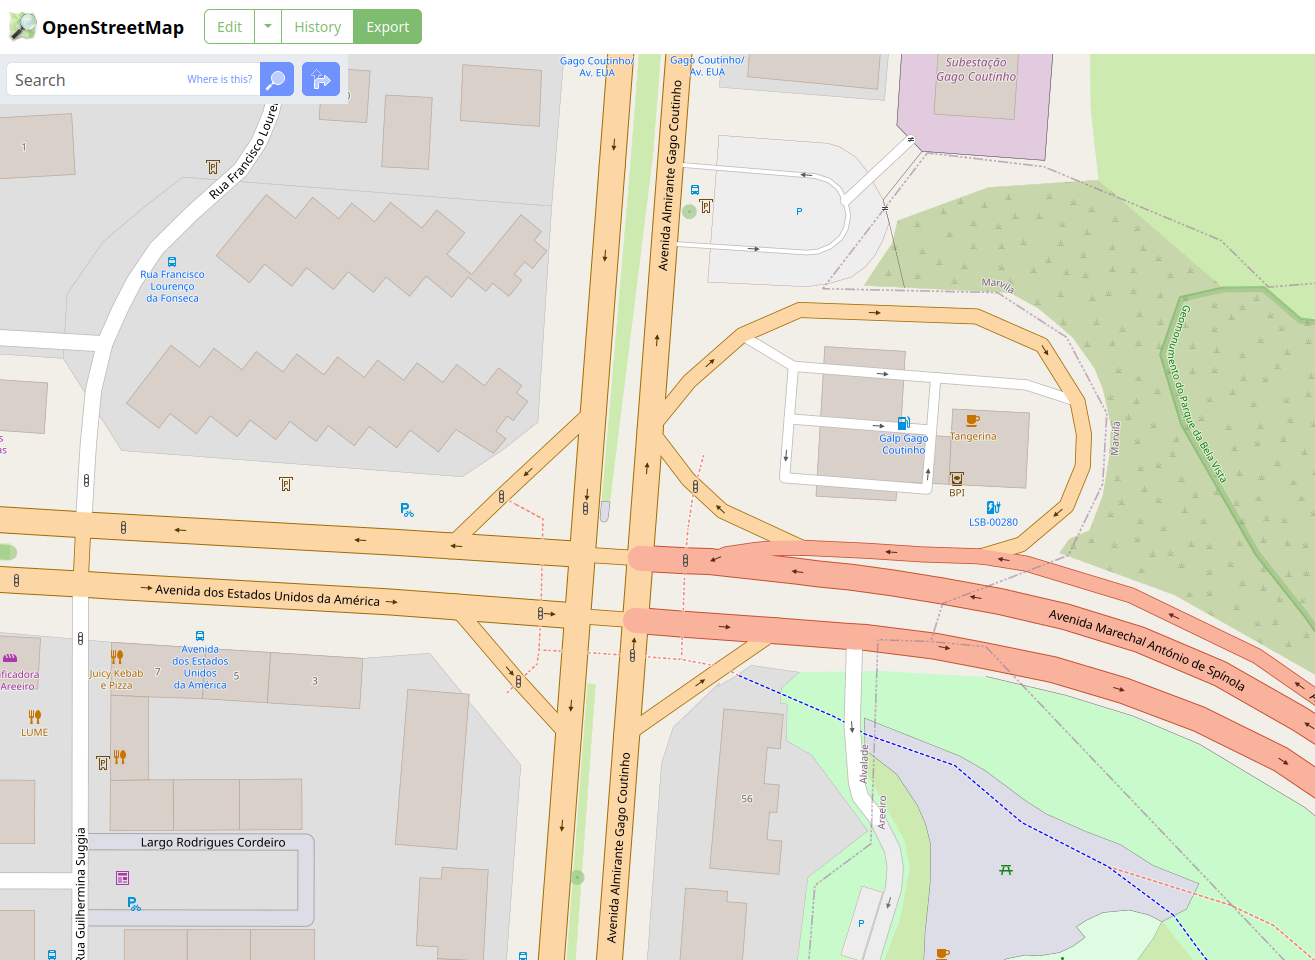 OpenStreetMap
Edit
History
Export
Search
Where is this?
Gago Coutinho/
Av. EUA
Gago Coutinho/
Av. EUA
Subestação
Gago Coutinho
1
Rua Francisco Loure
Avenida Almirante Gago Coutinho
P
Rua Francisco
Lourenço
da Fonseca
Marvila
Geomonumento do Parque da Bela Vista
Marvila
Galp Gago
Coutinho
Tangerina
BPI
LSB-00280
s
as
Avenida dos Estados Unidos da América
Avenida Marechal António de Spínola
Avenida
dos Estados
Unidos
da América
Juicy Kebab
e Pizza
7
5
3
ificadora
Areeiro
LUME
Alvalade
Areeiro
56
Largo Rodrigues Cordeiro
Rua Guilhermina Suggia
Avenida Almirante Gago Coutinho
P